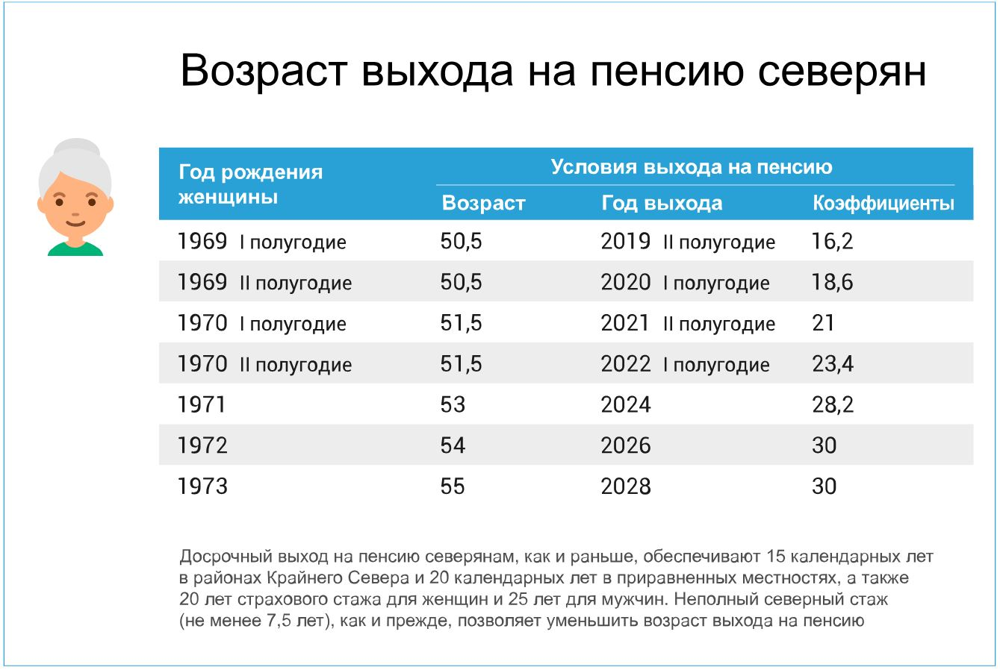 Возраст выхода на пенсию северян
Год рождения женщины Условия выхода на пенсию
Возраст Год выхода Коэффициенты
1969 I полугодие 50,5 2019 II полугодие 16,2
1969 II полугодие 50,5 2020 I полугодие 18,6
1970 I полугодие 51,5 2021 II полугодие 21
1970 II полугодие 51,5 2022 I полугодие 23,4
1971 53 2024 28,2
1972 54 2026 30
1973 55 2028 30
Досрочный выход на пенсию северянам, как и раньше, обеспечивают 15 календарных лет
в районах Крайнего Севера и 20 календарных лет в приравненных местностях, а также
20 лет страхового стажа для женщин и 25 лет для мужчин. Неполный северный стаж
(не менее 7,5 лет), как и прежде, позволяет уменьшить возраст выхода на пенсию